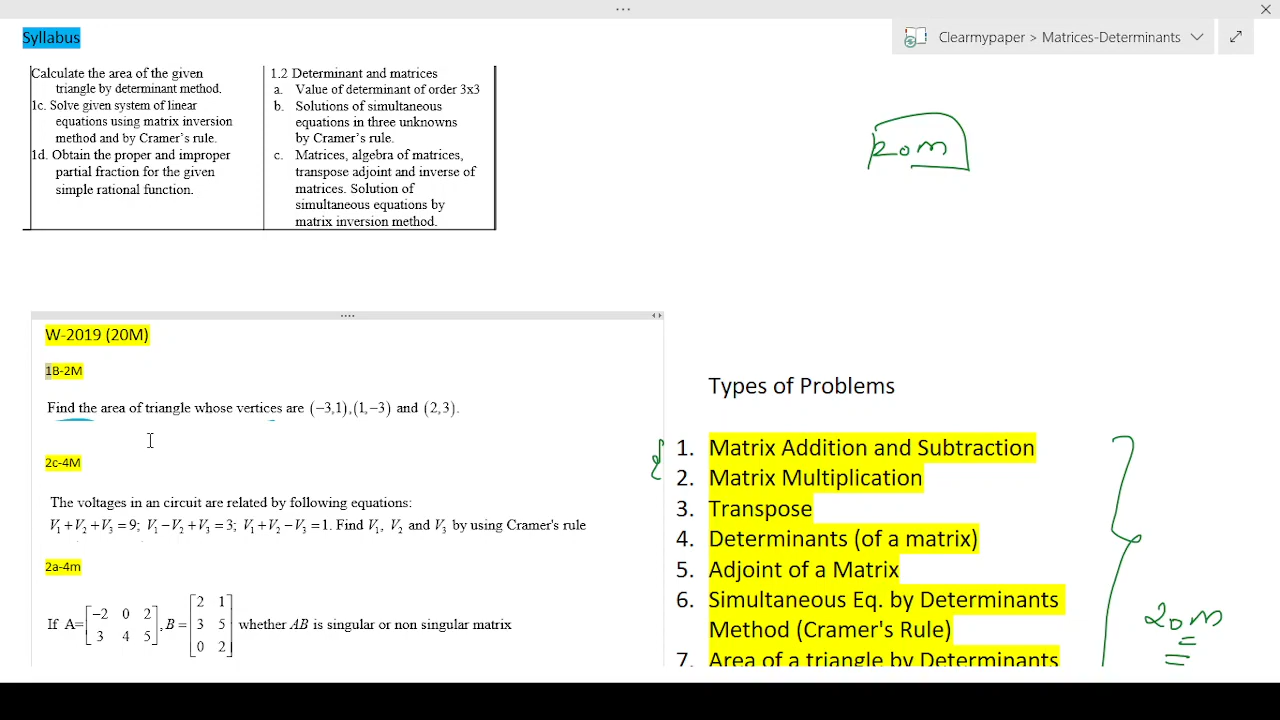 Syllabus
Clearmypaper > Matrices-Determinants
Calculate the area of the given
triangle by determinant method.
1c. Solve given system of linear
equations using matrix inversion
method and by Cramer's rule.
1d. Obtain the proper and improper
partial fraction for the given
simple rational function.
1.2 Determinant and matrices
a. Value of determinant of order 3x3
b. Solutions of simultaneous
equations in three unknowns
by Cramer's rule.
c. Matrices, algebra of matrices,
transpose adjoint and inverse of
matrices. Solution of
simultaneous equations by
matrix inversion method.
20m
W-2019 (20M)
1B-2M
Find the area of triangle whose vertices are (−3,1),(1,−3) and (2,3).
2c-4M
The voltages in an circuit are related by following equations:
V₁+V₂+V₃=9; V₁−V₂+V₃=3; V₁+V₂−V₃=1. Find V₁, V₂ and V₃ by using Cramer's rule
2a-4m
If A=[−2 0 2
3 4 5], B=[2 1
3 5
0 2] whether AB is singular or non singular matrix
Types of Problems
1. Matrix Addition and Subtraction
2. Matrix Multiplication
3. Transpose
4. Determinants (of a matrix)
5. Adjoint of a Matrix
6. Simultaneous Eq. by Determinants
Method (Cramer's Rule)
7. Area of a triangle by Determinants
20m